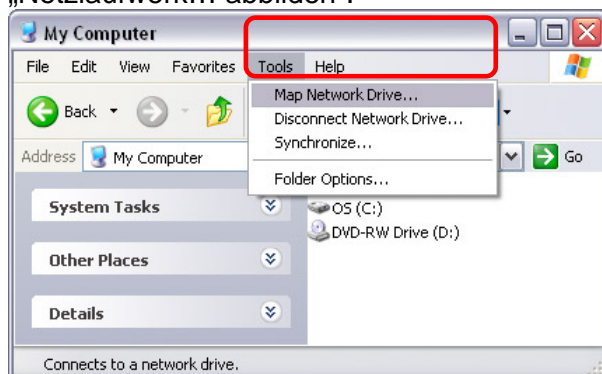 abbilden
My Computer
File Edit View Favorites Tools Help
Back
Map Network Drive...
Disconnect Network Drive...
Synchronize...
Folder Options...
Address My Computer Go
System Tasks
OS (C:)
DVD-RW Drive (D:)
Other Places
Details
Connects to a network drive.